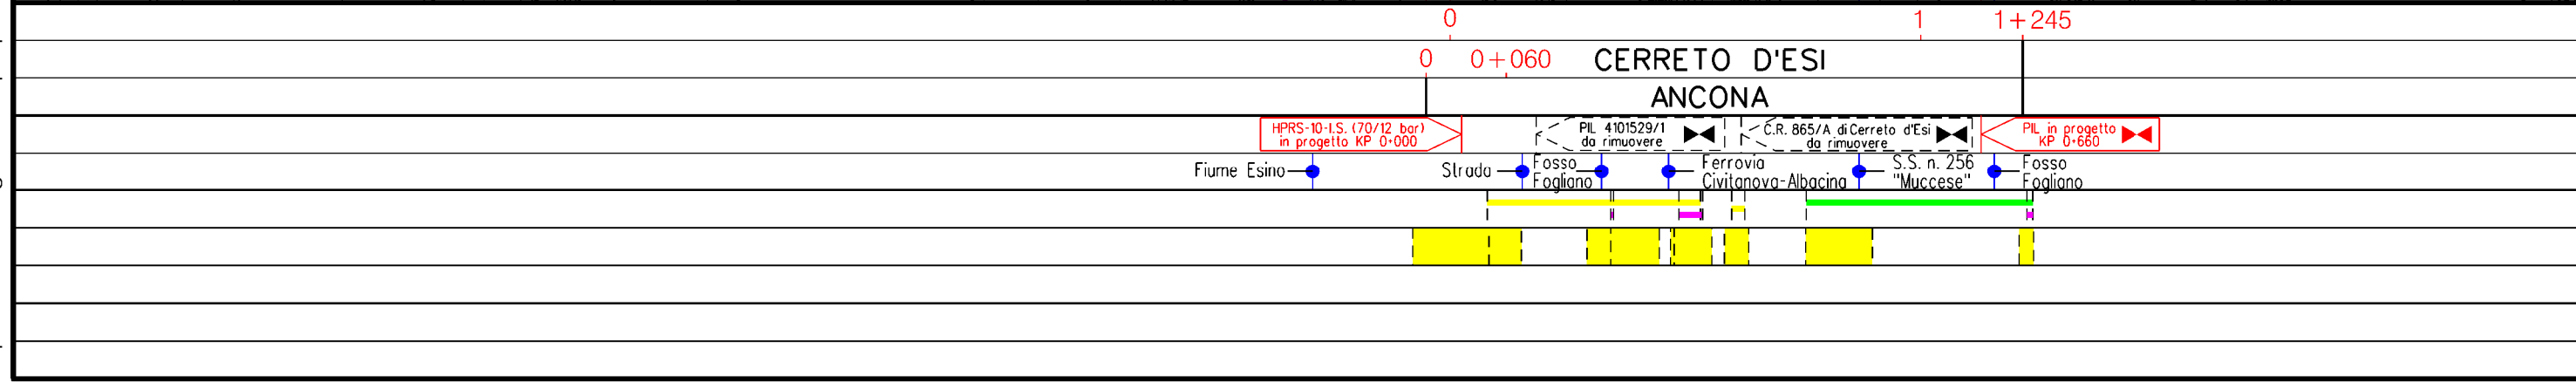 0 1 1+245
0 0+060 CERRETO D'ESI
ANCONA
HPRS-10-I.S. (70/12 bar)
in progetto KP 0+000
PIL 4101529/1
da rimuovere
C.R. 865/A di Cerreto d'Esi
da rimuovere
PIL in progetto
KP 0+660
Fiume Esino
Strada
Fosso
Fogliano
Ferrovia
Civitanova-Albacina
S.S. n. 256
"Muccese"
Fosso
Fogliano